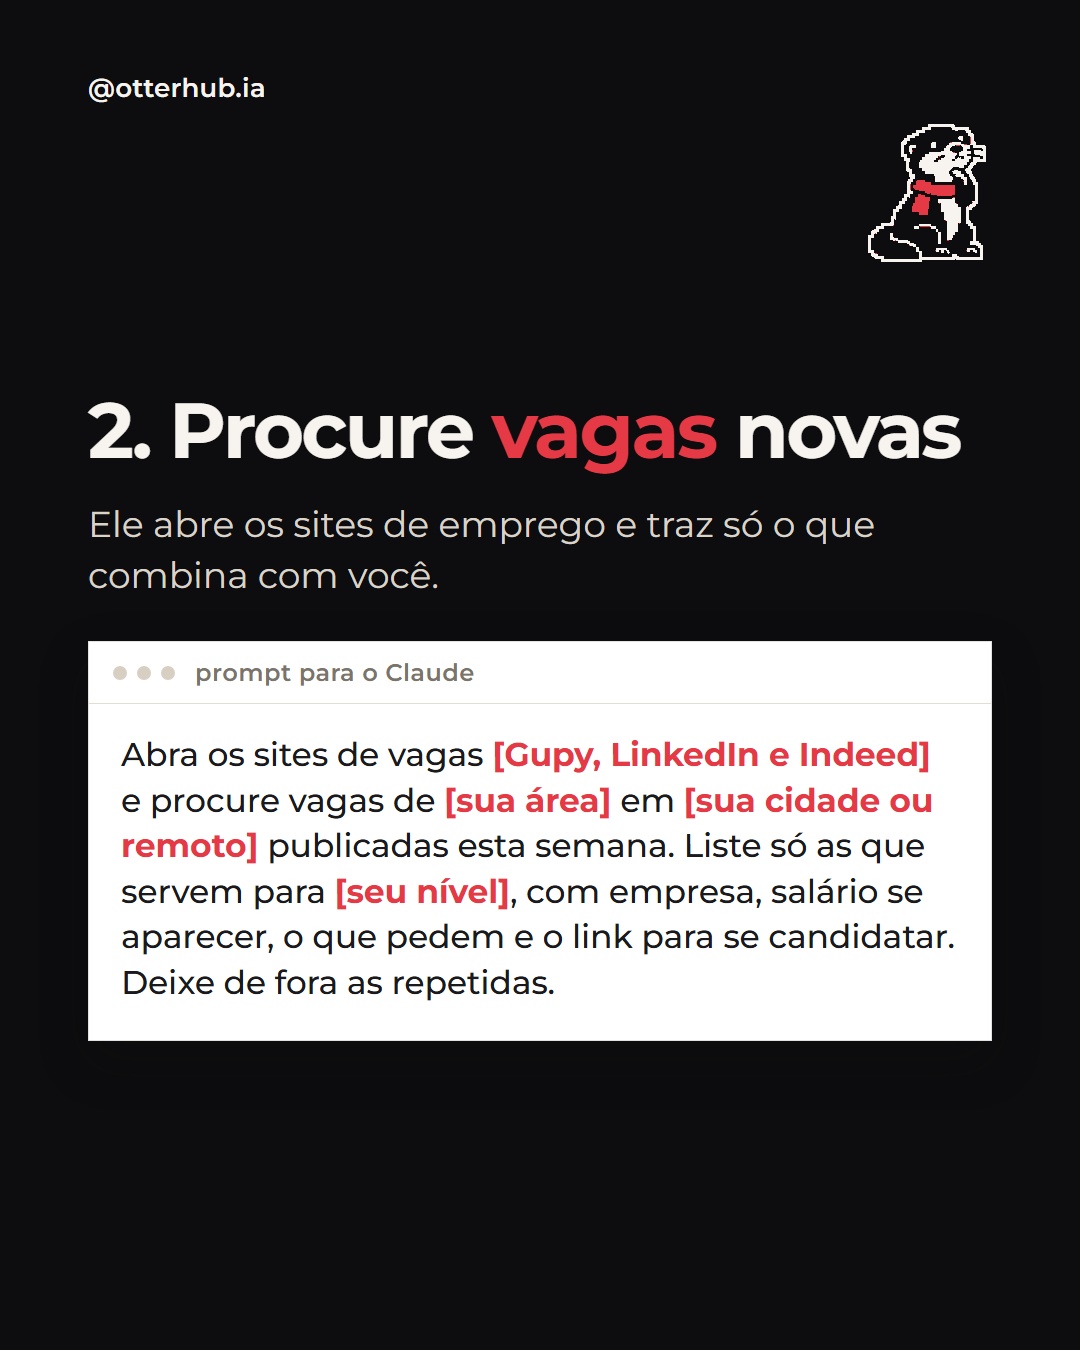 @otterhub.ia
2. Procure vagas novas
Ele abre os sites de emprego e traz só o que
combina com você.
prompt para o Claude
Abra os sites de vagas [Gupy, LinkedIn e Indeed]
e procure vagas de [sua área] em [sua cidade ou
remoto] publicadas esta semana. Liste só as que
servem para [seu nível], com empresa, salário se
aparecer, o que pedem e o link para se candidatar.
Deixe de fora as repetidas.